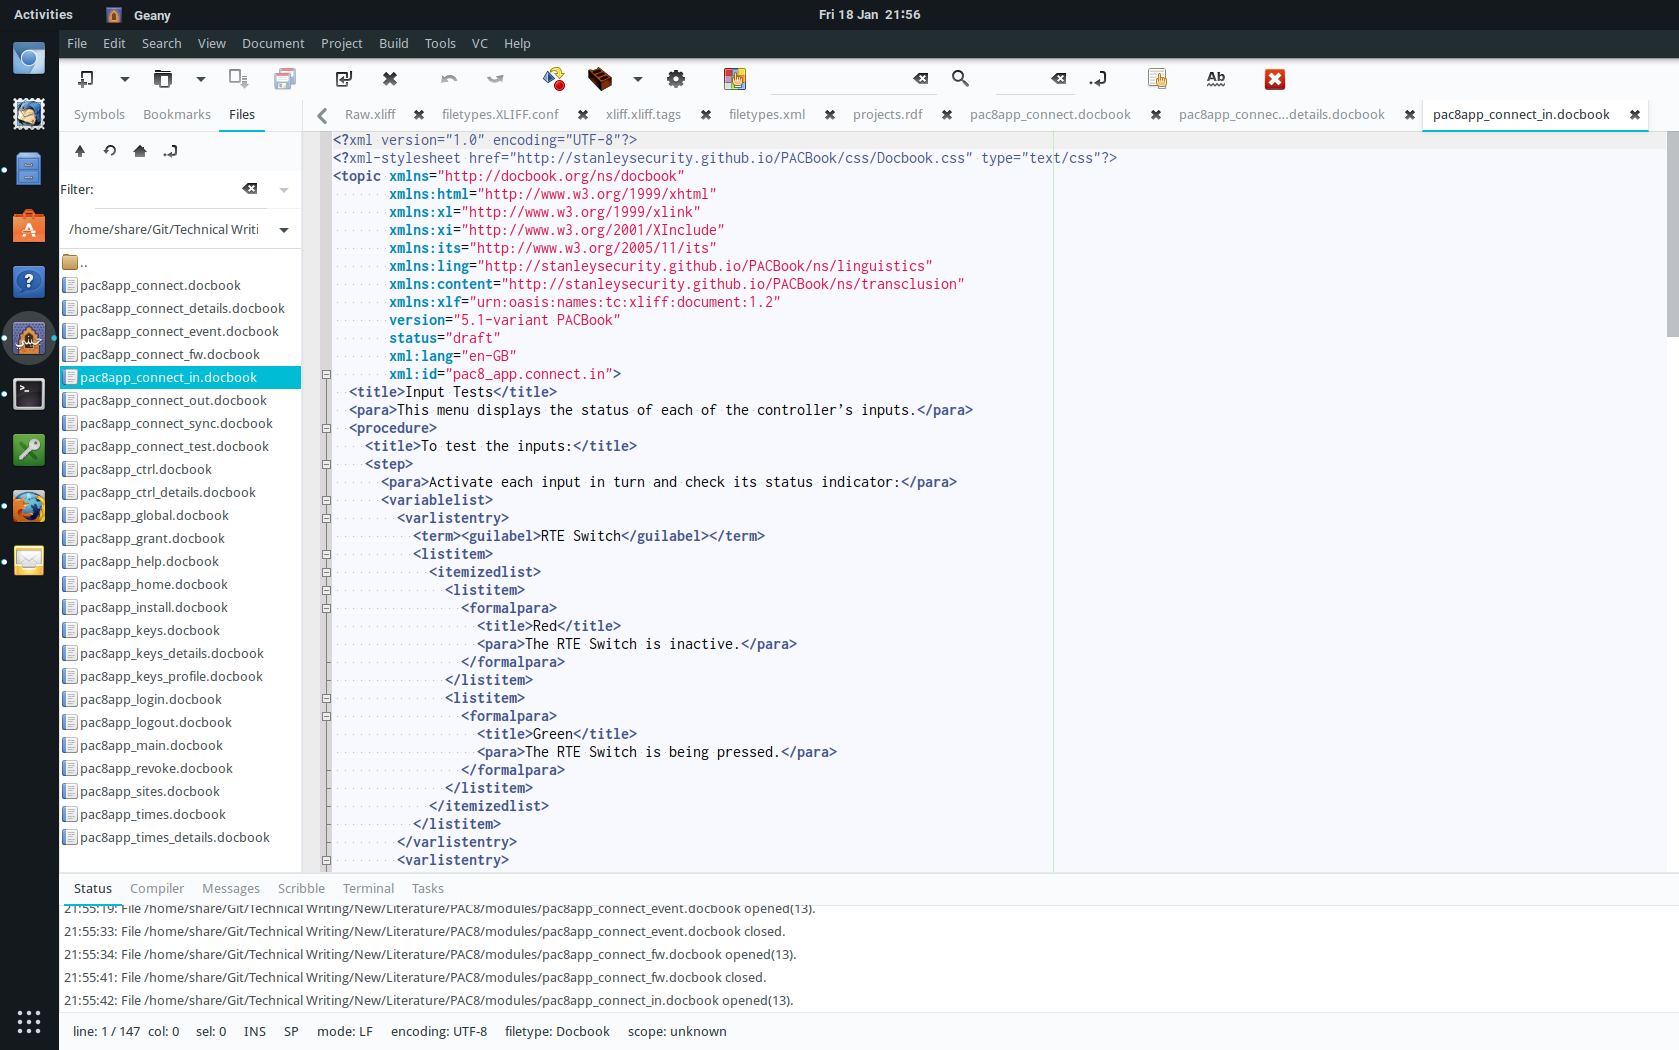 Activities
Geany
Fri 18 Jan 21:56
File Edit Search View Document Project Build Tools VC Help
Symbols Bookmarks Files
Raw.xliff filetypes.XLIFF.conf xliff.xliff.tags filetypes.xml projects.rdf pac8app_connect.docbook pac8app_connec...details.docbook pac8app_connect_in.docbook
Filter:
/home/share/Git/Technical Writi
..
pac8app_connect.docbook
pac8app_connect_details.docbook
pac8app_connect_event.docbook
pac8app_connect_fw.docbook
pac8app_connect_in.docbook
pac8app_connect_out.docbook
pac8app_connect_sync.docbook
pac8app_connect_test.docbook
pac8app_ctrl.docbook
pac8app_ctrl_details.docbook
pac8app_global.docbook
pac8app_grant.docbook
pac8app_help.docbook
pac8app_home.docbook
pac8app_install.docbook
pac8app_keys.docbook
pac8app_keys_details.docbook
pac8app_keys_profile.docbook
pac8app_login.docbook
pac8app_logout.docbook
pac8app_main.docbook
pac8app_revoke.docbook
pac8app_sites.docbook
pac8app_times.docbook
pac8app_times_details.docbook
<?xml version="1.0" encoding="UTF-8"?>
<?xml-stylesheet href="http://stanleysecurity.github.io/PACBook/css/Docbook.css" type="text/css"?>
<topic xmlns="http://docbook.org/ns/docbook"
xmlns:html="http://www.w3.org/1999/xhtml"
xmlns:xl="http://www.w3.org/1999/xlink"
xmlns:xi="http://www.w3.org/2001/XInclude"
xmlns:its="http://www.w3.org/2005/11/its"
xmlns:ling="http://stanleysecurity.github.io/PACBook/ns/linguistics"
xmlns:content="http://stanleysecurity.github.io/PACBook/ns/transclusion"
xmlns:xlf="urn:oasis:names:tc:xliff:document:1.2"
version="5.1-variant PACBook"
status="draft"
xml:lang="en-GB"
xml:id="pac8_app.connect.in">
<title>Input Tests</title>
<para>This menu displays the status of each of the controller’s inputs.</para>
<procedure>
<title>To test the inputs:</title>
<step>
<para>Activate each input in turn and check its status indicator:</para>
<variablelist>
<varlistentry>
<term><guilabel>RTE Switch</guilabel></term>
<listitem>
<itemizedlist>
<listitem>
<formalpara>
<title>Red</title>
<para>The RTE Switch is inactive.</para>
</formalpara>
</listitem>
<listitem>
<formalpara>
<title>Green</title>
<para>The RTE Switch is being pressed.</para>
</formalpara>
</listitem>
</itemizedlist>
</listitem>
</varlistentry>
<varlistentry>
Status Compiler Messages Scribble Terminal Tasks
21:55:19: File /home/share/Git/Technical Writing/New/Literature/PAC8/modules/pac8app_connect_event.docbook opened(13).
21:55:33: File /home/share/Git/Technical Writing/New/Literature/PAC8/modules/pac8app_connect_event.docbook closed.
21:55:34: File /home/share/Git/Technical Writing/New/Literature/PAC8/modules/pac8app_connect_fw.docbook opened(13).
21:55:41: File /home/share/Git/Technical Writing/New/Literature/PAC8/modules/pac8app_connect_fw.docbook closed.
21:55:42: File /home/share/Git/Technical Writing/New/Literature/PAC8/modules/pac8app_connect_in.docbook opened(13).
line: 1 / 147 col: 0 sel: 0 INS SP mode: LF encoding: UTF-8 filetype: Docbook scope: unknown